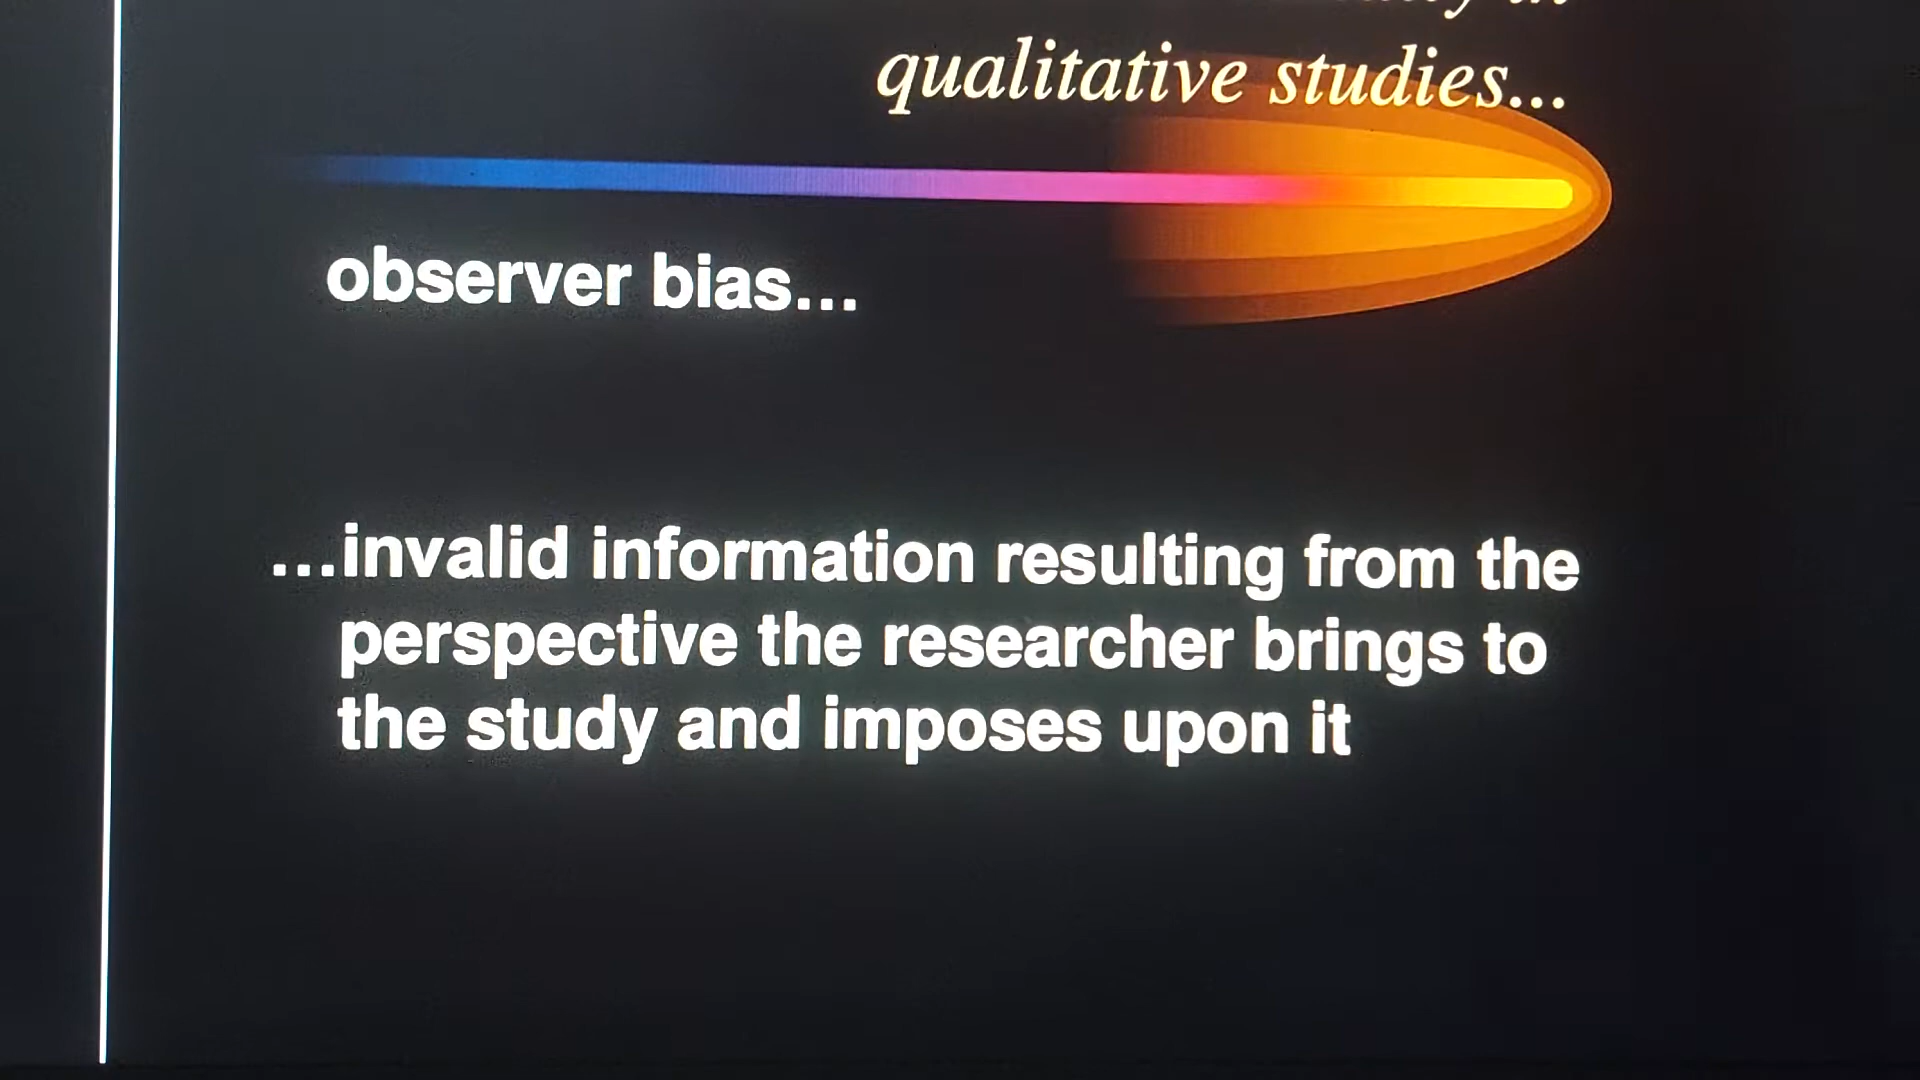 in
qualitative studies...
observer bias...
...invalid information resulting from the
perspective the researcher brings to
the study and imposes upon it